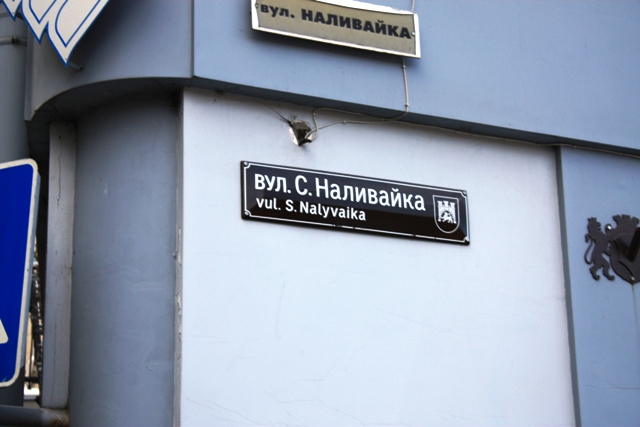 вул. НАЛИВАЙКА
вул. С. Наливайка
vul. S. Nalyvaika